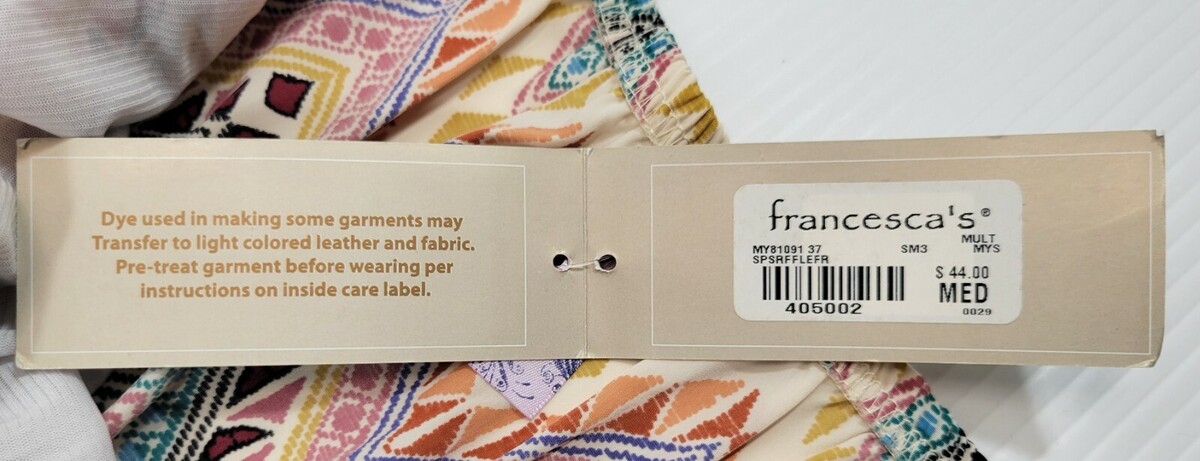 Dye used in making some garments may
Transfer to light colored leather and fabric.
Pre-treat garment before wearing per
instructions on inside care label.
francesca's®
MY81091 37 SM3 MULT
SPSRFFLEFR MYS
$ 44.00
MED
405002 0029